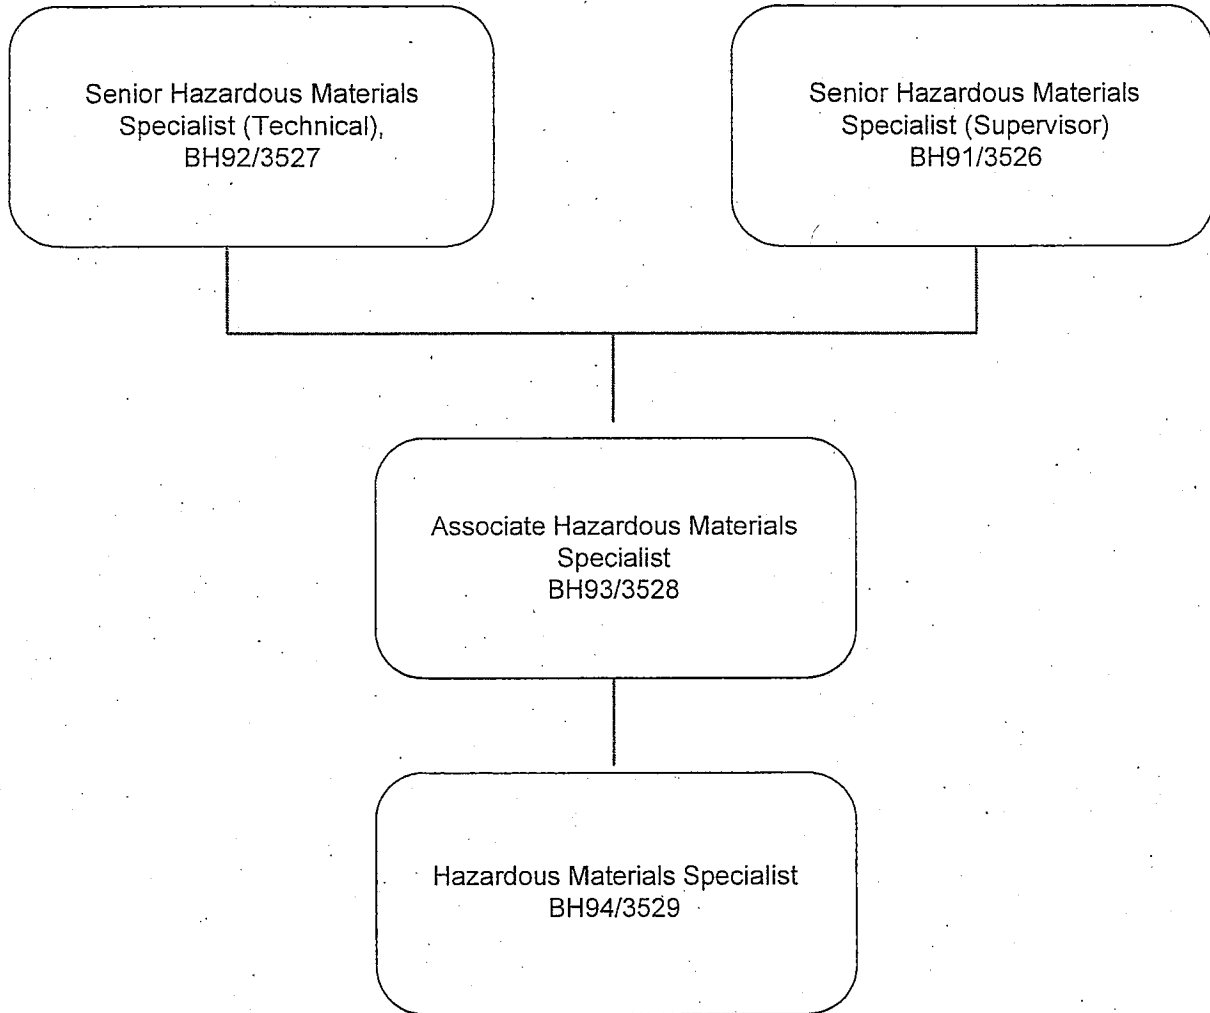 Senior Hazardous Materials
Specialist (Technical),
BH92/3527
Senior Hazardous Materials
Specialist (Supervisor)
BH91/3526
Associate Hazardous Materials
Specialist
BH93/3528
Hazardous Materials Specialist
BH94/3529